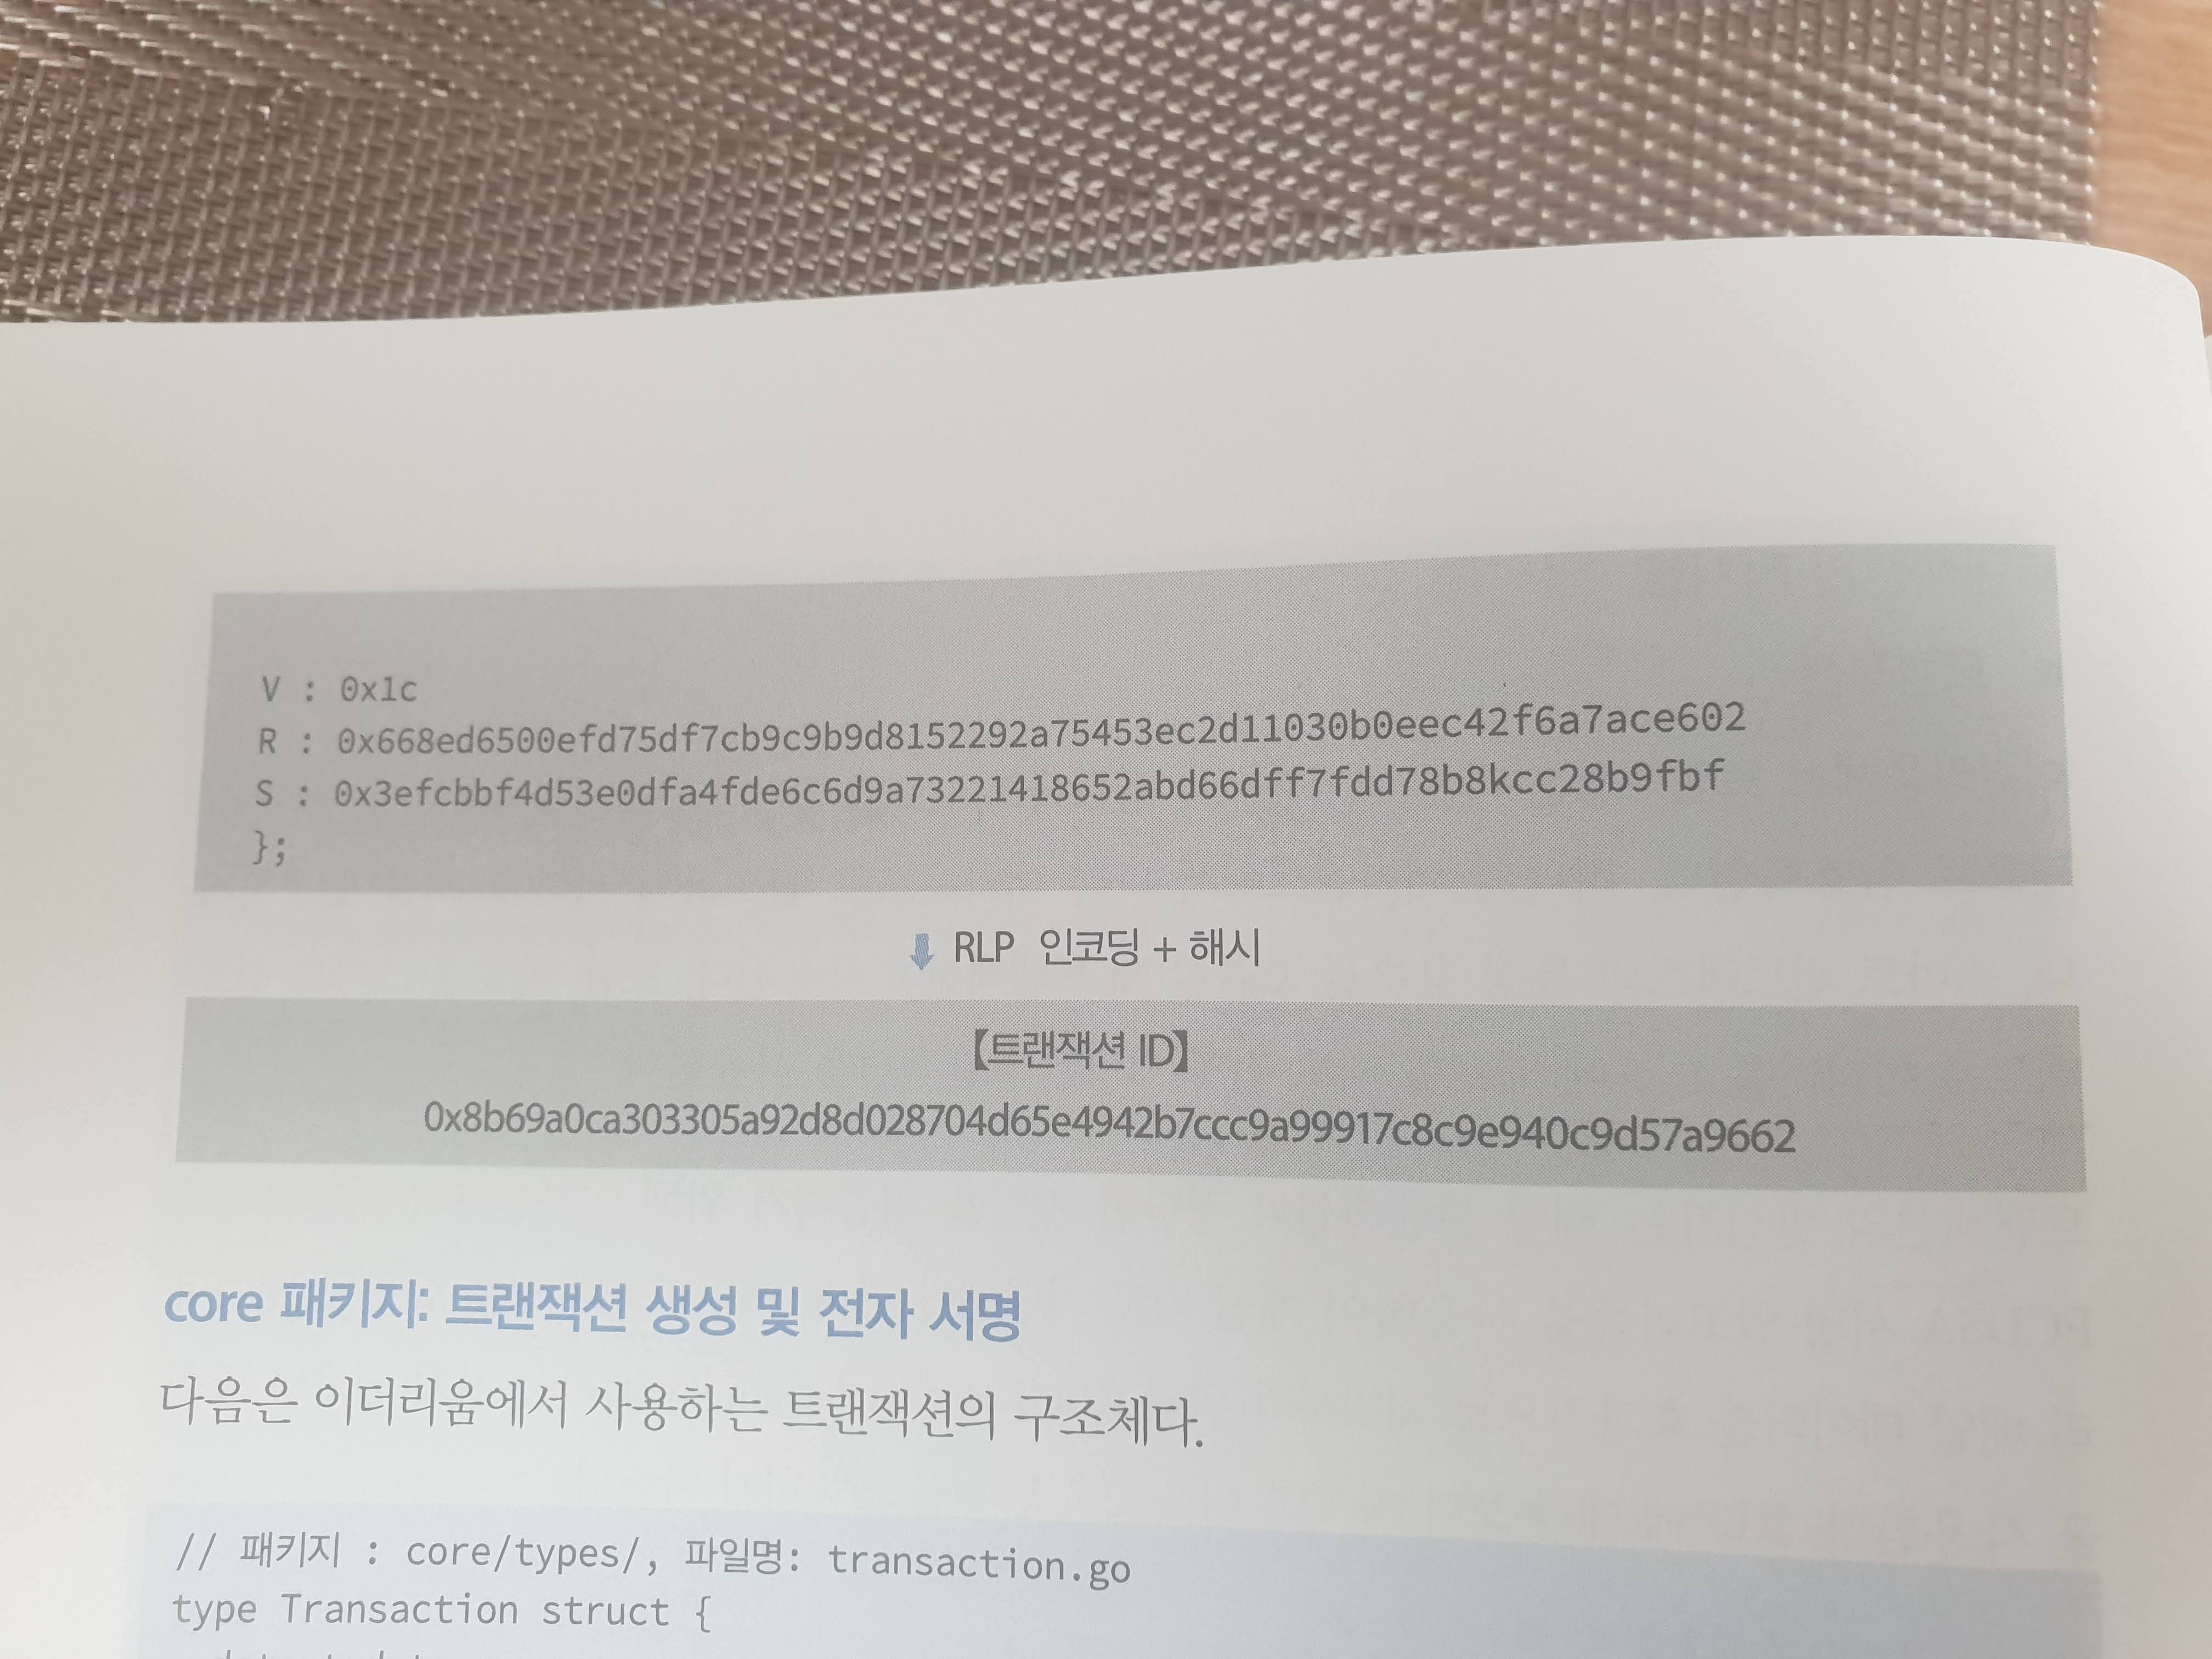 V : 0x1c
R : 0x668ed6500efd75df7cb9c9b9d8152292a75453ec2d11030b0eec42f6a7ace602
S : 0x3efcbbf4d53e0dfa4fde6c6d9a73221418652abd66dff7fdd78b8kcc28b9fbf
};
RLP 인코딩 + 해시
【트랜잭션 ID】
0x8b69a0ca303305a92d8d028704d65e4942b7ccc9a99917c8c9e940c9d57a9662
core 패키지: 트랜잭션 생성 및 전자 서명
다음은 이더리움에서 사용하는 트랜잭션의 구조체다.
// 패키지 : core/types/, 파일명: transaction.go
type Transaction struct {